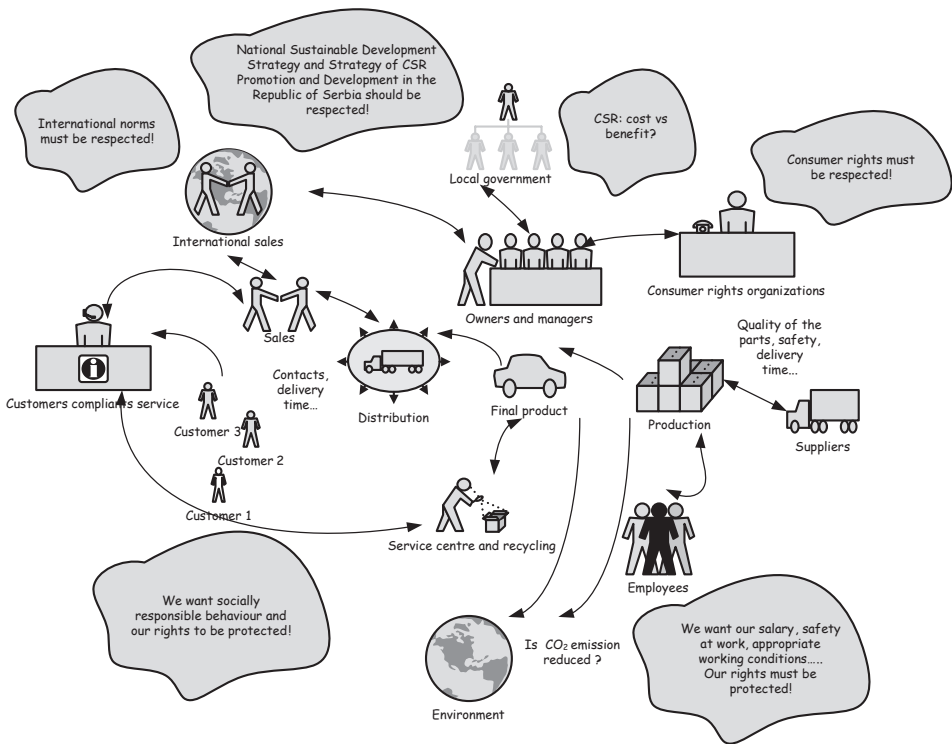 National Sustainable Development
Strategy and Strategy of CSR
Promotion and Development in the
Republic of Serbia should be
respected!
International norms
must be respected!
CSR: cost vs
benefit?
Consumer rights must
be respected!
Local government
International sales
Consumer rights organizations
Owners and managers
Sales
Quality of the
parts, safety,
delivery
time...
Contacts,
delivery
time...
i
Customers compliants service
Distribution
Final product
Production
Suppliers
Customer 3
Customer 2
Customer 1
Service centre and recycling
Employees
We want socially
responsible behaviour and
our rights to be protected!
Is CO₂ emission
reduced ?
We want our salary, safety
at work, appropriate
working conditions.....
Our rights must be
protected!
Environment